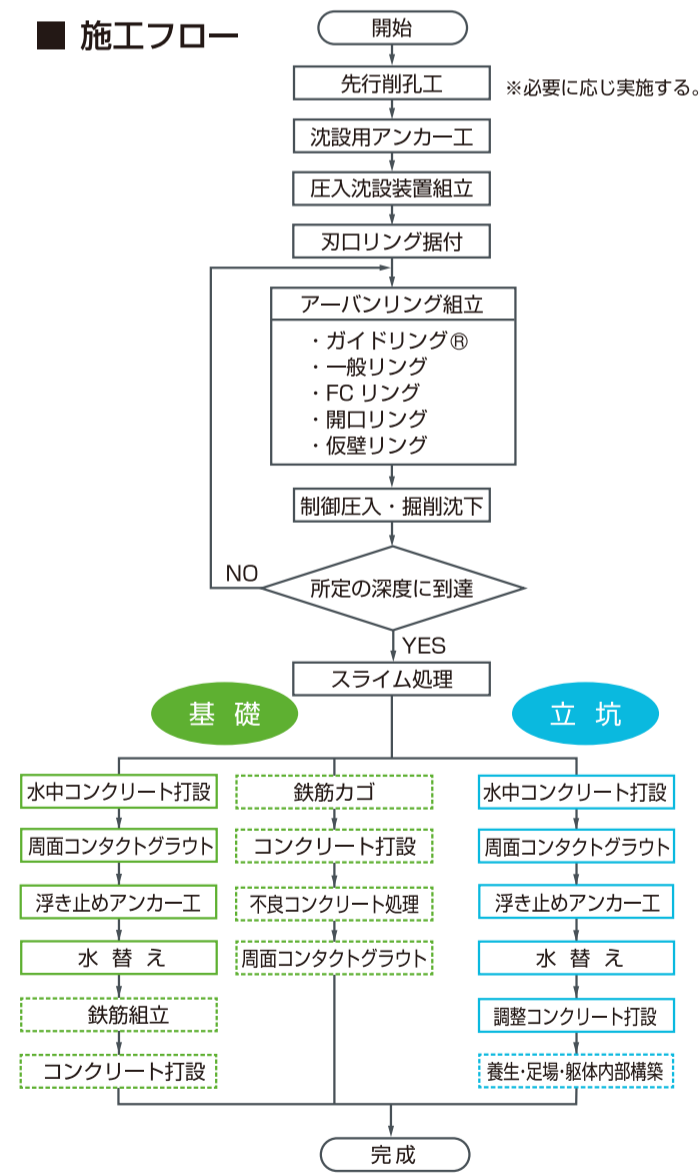 ■ 施工フロー
開始
先行削孔工
※必要に応じ実施する。
沈設用アンカー工
圧入沈設装置組立
刃口リング据付
アーバンリング組立
・ガイドリング®
・一般リング
・FC リング
・開口リング
・仮壁リング
制御圧入・掘削沈下
所定の深度に到達
NO
YES
スライム処理
基礎
水中コンクリート打設
周面コンタクトグラウト
浮き止めアンカー工
水替え
鉄筋組立
コンクリート打設
鉄筋カゴ
コンクリート打設
不良コンクリート処理
周面コンタクトグラウト
立坑
水中コンクリート打設
周面コンタクトグラウト
浮き止めアンカー工
水替え
調整コンクリート打設
養生・足場・躯体内部構築
完成